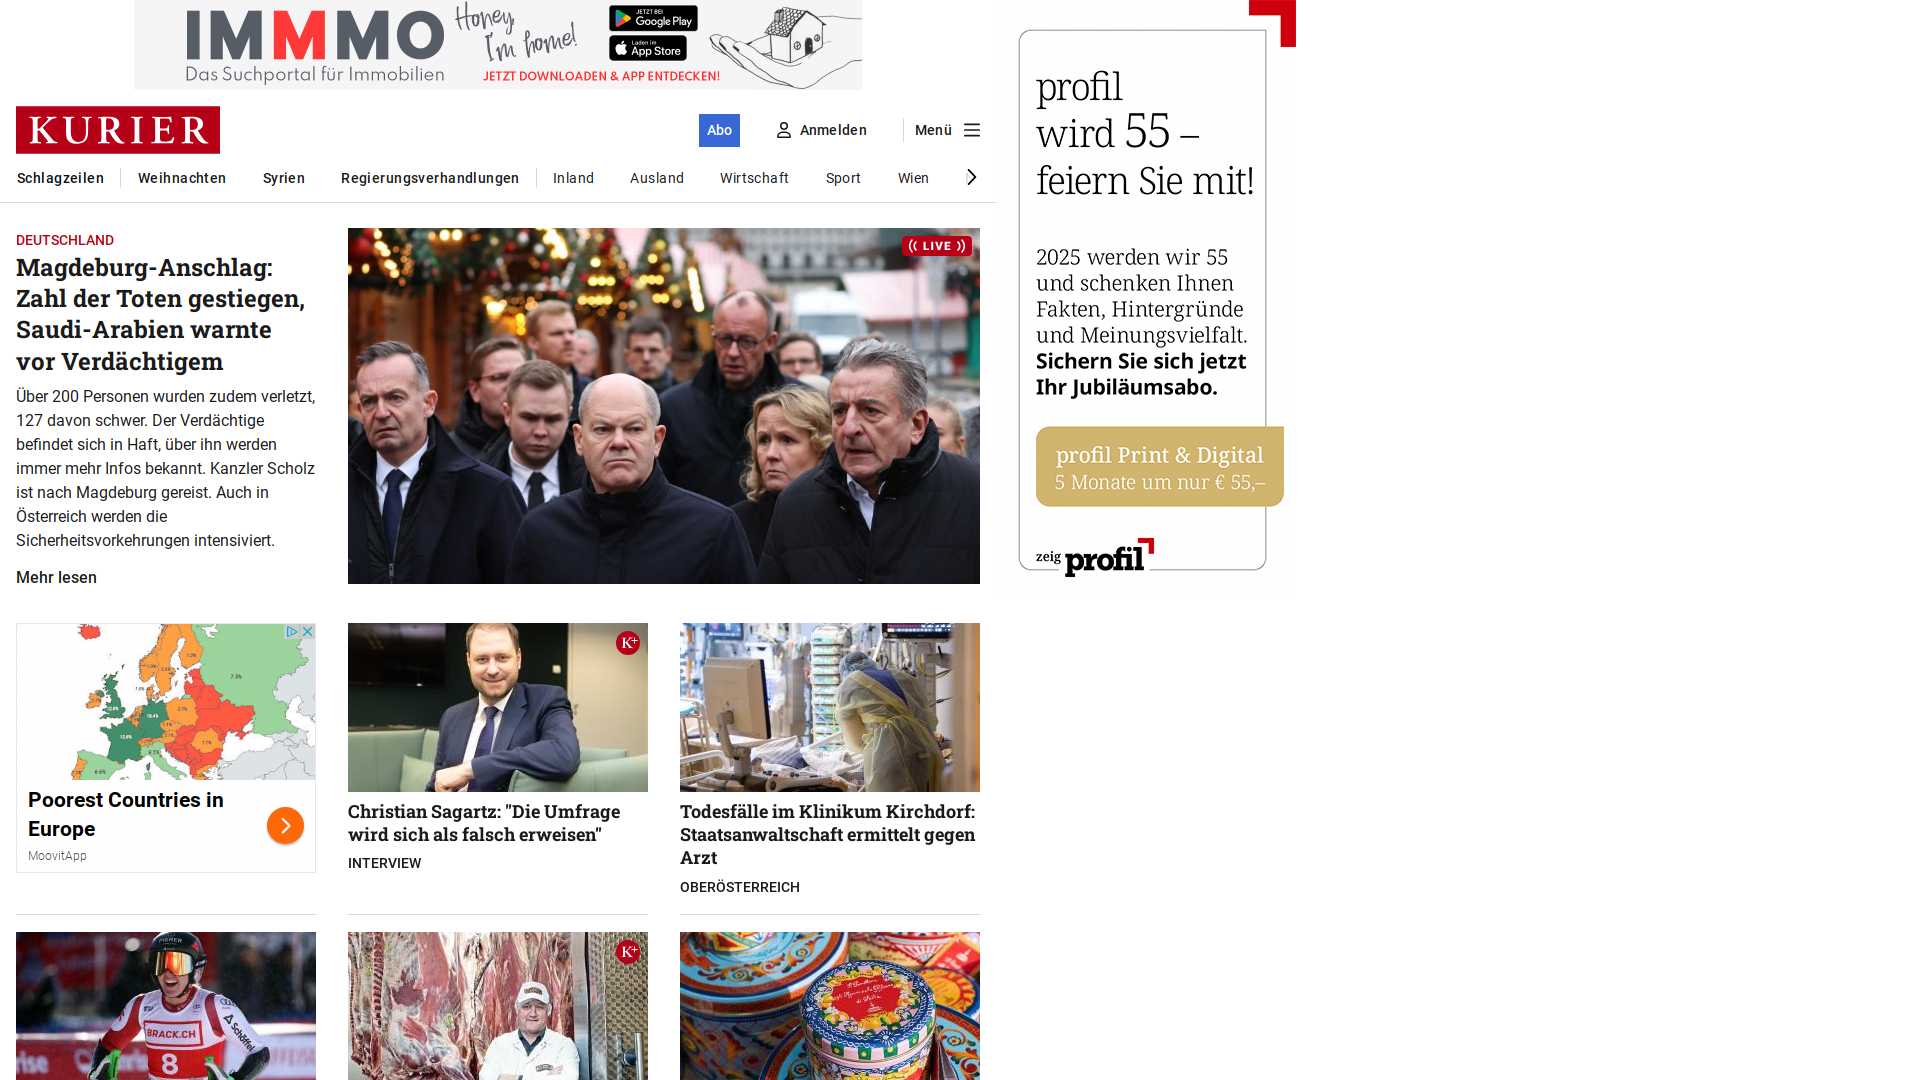 IMMMO
Das Suchportal für Immobilien
Honey,
I'm home!
JETZT BEI
Google Play
Laden im
App Store
JETZT DOWNLOADEN & APP ENTDECKEN!
KURIER
Abo
Anmelden
Menü
Schlagzeilen
Weihnachten
Syrien
Regierungsverhandlungen
Inland
Ausland
Wirtschaft
Sport
Wien
DEUTSCHLAND
Magdeburg-Anschlag:
Zahl der Toten gestiegen,
Saudi-Arabien warnte
vor Verdächtigem
Über 200 Personen wurden zudem verletzt,
127 davon schwer. Der Verdächtige
befindet sich in Haft, über ihn werden
immer mehr Infos bekannt. Kanzler Scholz
ist nach Magdeburg gereist. Auch in
Österreich werden die
Sicherheitsvorkehrungen intensiviert.
Mehr lesen
LIVE
Poorest Countries in
Europe
MoovitApp
K+
Christian Sagartz: "Die Umfrage
wird sich als falsch erweisen"
INTERVIEW
Todesfälle im Klinikum Kirchdorf:
Staatsanwaltschaft ermittelt gegen
Arzt
OBERÖSTERREICH
FISCHER
BRACK.CH
8
Schöffel
K+
profil
wird 55 –
feiern Sie mit!
2025 werden wir 55
und schenken Ihnen
Fakten, Hintergründe
und Meinungsvielfalt.
Sichern Sie sich jetzt
Ihr Jubiläumsabo.
profil Print & Digital
5 Monate um nur € 55,–
zeig profil